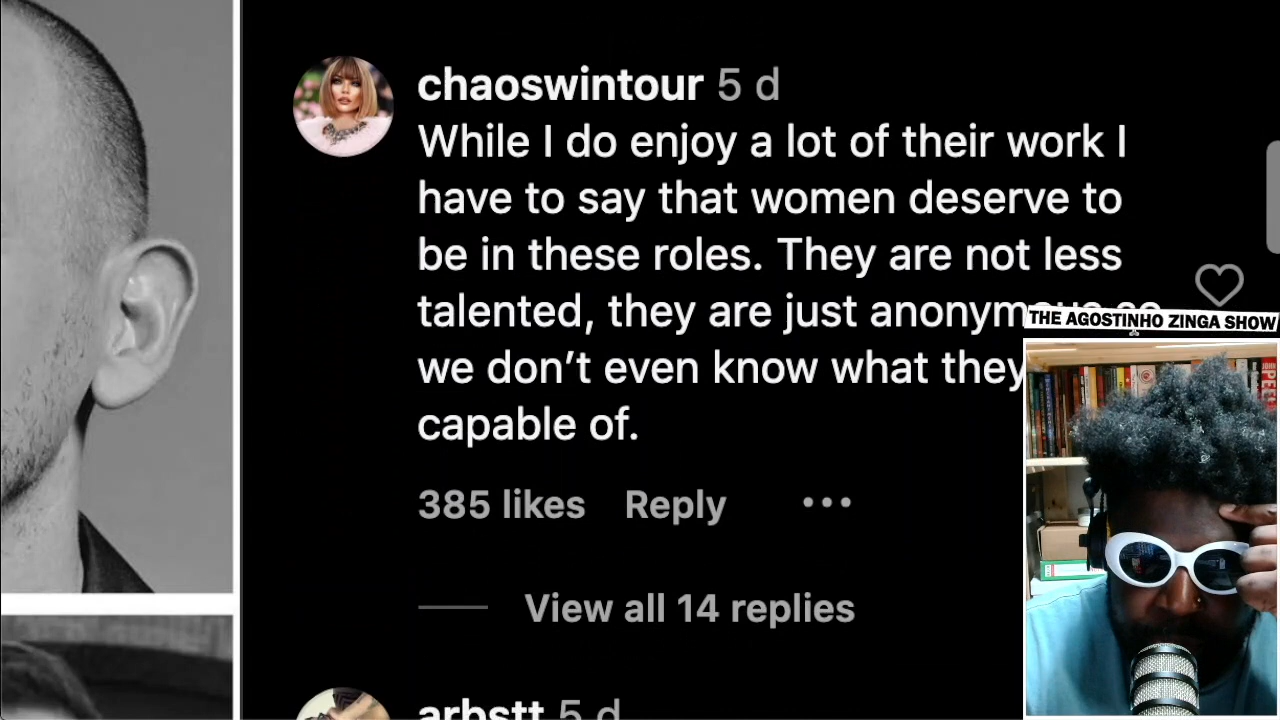 chaoswintour 5 d
While I do enjoy a lot of their work I
have to say that women deserve to
be in these roles. They are not less
talented, they are just
we don’t even know what they
capable of.
385 likes Reply
View all 14 replies
arbstt 5 d
THE AGOSTINHO ZINGA SHOW